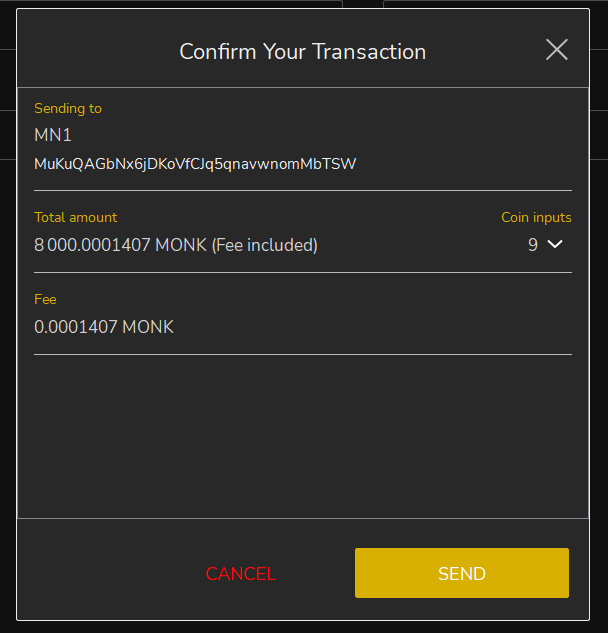 Confirm Your Transaction
Sending to
MN1
MuKuQAGbNx6jDKoVfCJq5qnavwnomMbTSW
Total amount
Coin inputs
8 000.0001407 MONK (Fee included)
9
Fee
0.0001407 MONK
CANCEL
SEND